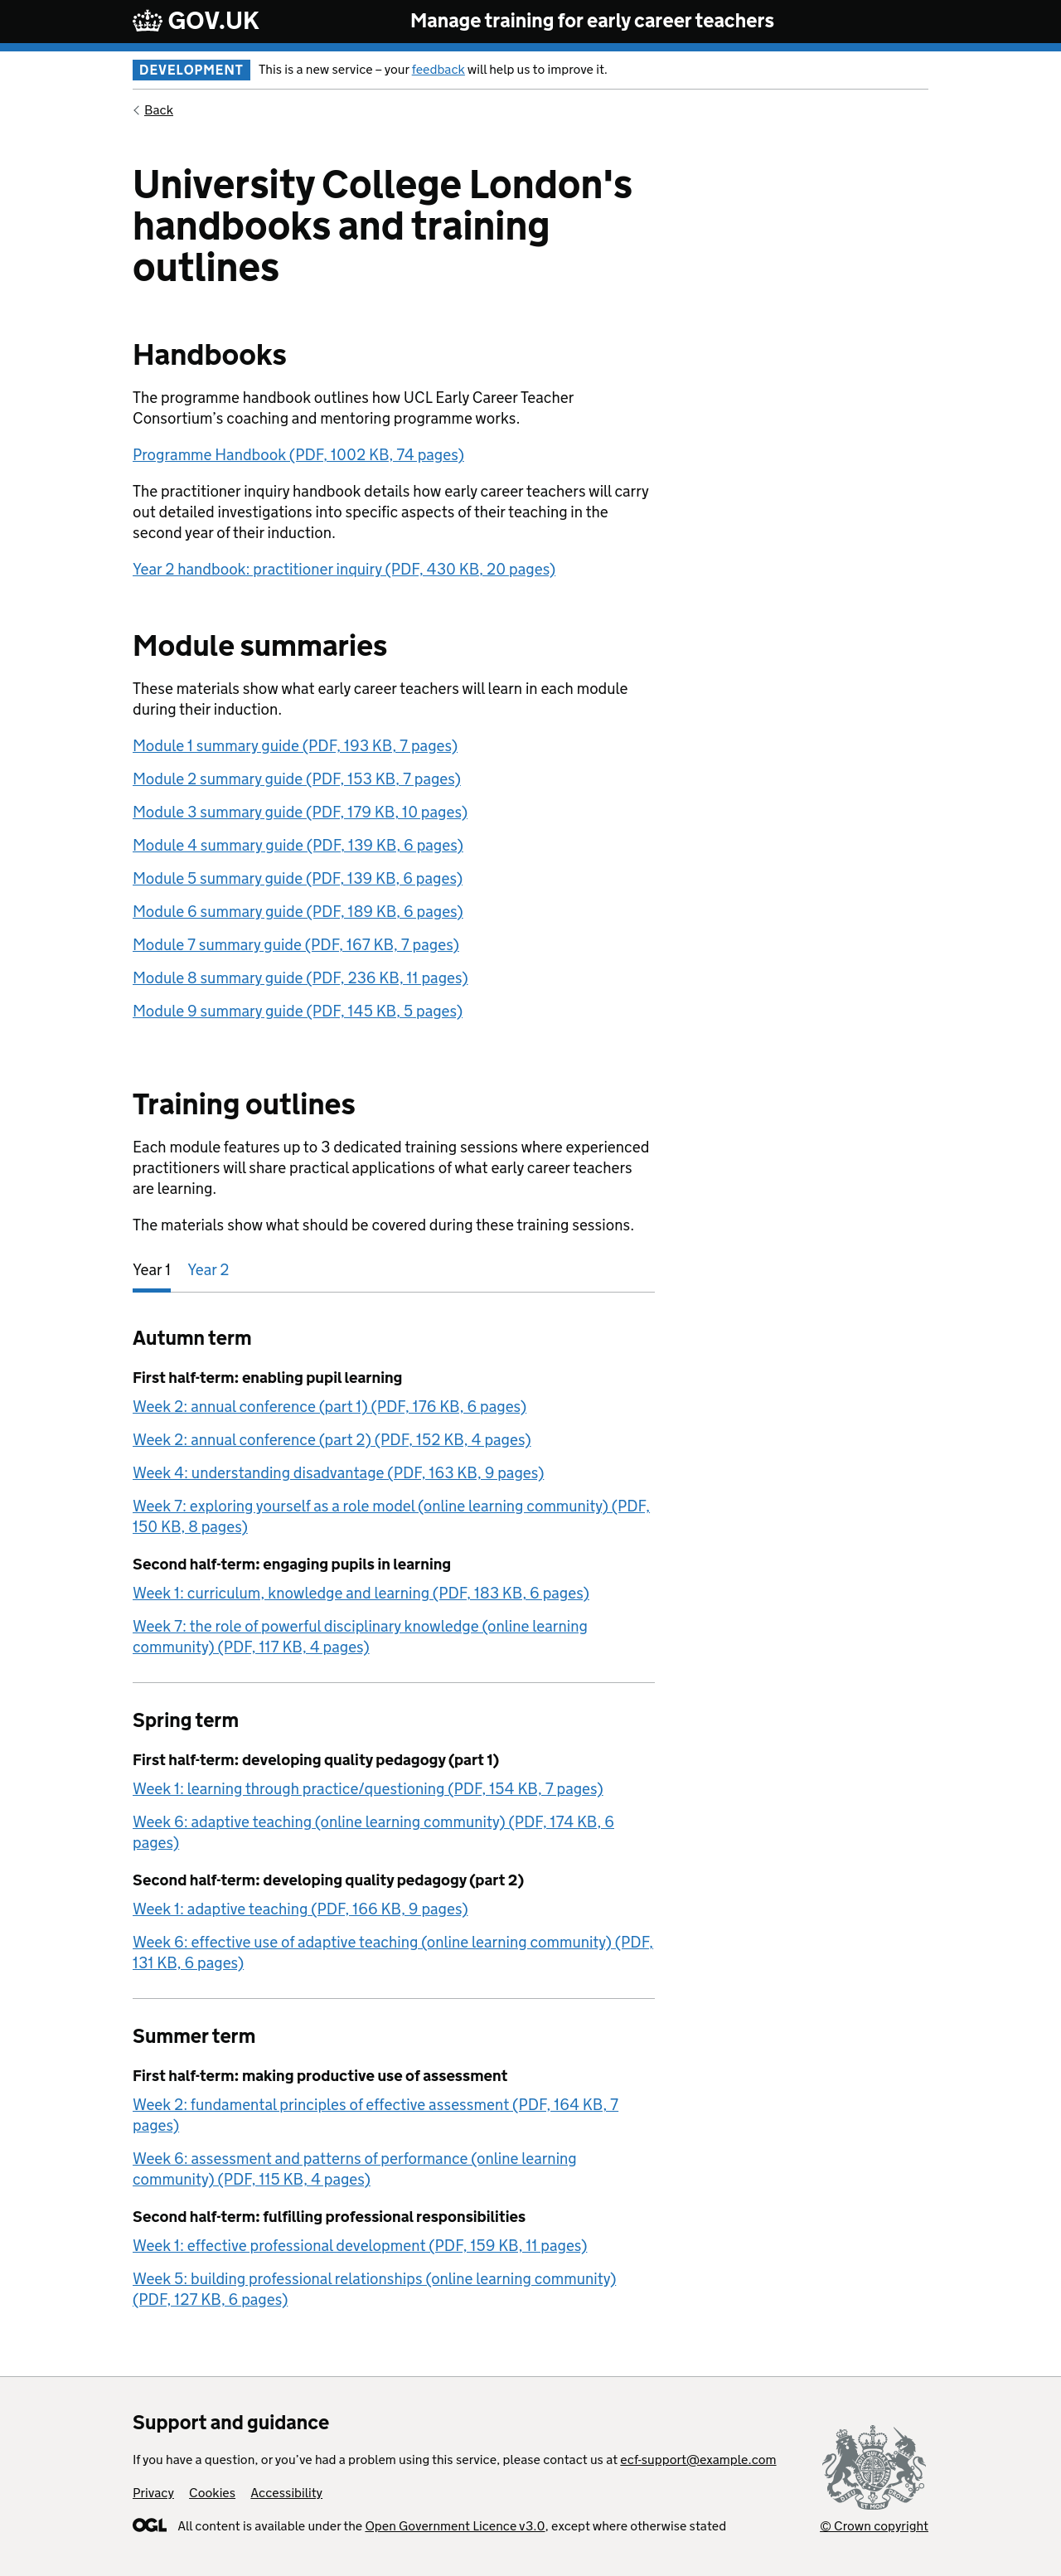 GOV.UK
Manage training for early career teachers
DEVELOPMENT This is a new service – your feedback will help us to improve it.
Back
University College London's
handbooks and training
outlines
Handbooks
The programme handbook outlines how UCL Early Career Teacher
Consortium’s coaching and mentoring programme works.
Programme Handbook (PDF, 1002 KB, 74 pages)
The practitioner inquiry handbook details how early career teachers will carry
out detailed investigations into specific aspects of their teaching in the
second year of their induction.
Year 2 handbook: practitioner inquiry (PDF, 430 KB, 20 pages)
Module summaries
These materials show what early career teachers will learn in each module
during their induction.
Module 1 summary guide (PDF, 193 KB, 7 pages)
Module 2 summary guide (PDF, 153 KB, 7 pages)
Module 3 summary guide (PDF, 179 KB, 10 pages)
Module 4 summary guide (PDF, 139 KB, 6 pages)
Module 5 summary guide (PDF, 139 KB, 6 pages)
Module 6 summary guide (PDF, 189 KB, 6 pages)
Module 7 summary guide (PDF, 167 KB, 7 pages)
Module 8 summary guide (PDF, 236 KB, 11 pages)
Module 9 summary guide (PDF, 145 KB, 5 pages)
Training outlines
Each module features up to 3 dedicated training sessions where experienced
practitioners will share practical applications of what early career teachers
are learning.
The materials show what should be covered during these training sessions.
Year 1 Year 2
Autumn term
First half-term: enabling pupil learning
Week 2: annual conference (part 1) (PDF, 176 KB, 6 pages)
Week 2: annual conference (part 2) (PDF, 152 KB, 4 pages)
Week 4: understanding disadvantage (PDF, 163 KB, 9 pages)
Week 7: exploring yourself as a role model (online learning community) (PDF,
150 KB, 8 pages)
Second half-term: engaging pupils in learning
Week 1: curriculum, knowledge and learning (PDF, 183 KB, 6 pages)
Week 7: the role of powerful disciplinary knowledge (online learning
community) (PDF, 117 KB, 4 pages)
Spring term
First half-term: developing quality pedagogy (part 1)
Week 1: learning through practice/questioning (PDF, 154 KB, 7 pages)
Week 6: adaptive teaching (online learning community) (PDF, 174 KB, 6
pages)
Second half-term: developing quality pedagogy (part 2)
Week 1: adaptive teaching (PDF, 166 KB, 9 pages)
Week 6: effective use of adaptive teaching (online learning community) (PDF,
131 KB, 6 pages)
Summer term
First half-term: making productive use of assessment
Week 2: fundamental principles of effective assessment (PDF, 164 KB, 7
pages)
Week 6: assessment and patterns of performance (online learning
community) (PDF, 115 KB, 4 pages)
Second half-term: fulfilling professional responsibilities
Week 1: effective professional development (PDF, 159 KB, 11 pages)
Week 5: building professional relationships (online learning community)
(PDF, 127 KB, 6 pages)
Support and guidance
If you have a question, or you’ve had a problem using this service, please contact us at ecf-support@example.com
Privacy Cookies Accessibility
OGL All content is available under the Open Government Licence v3.0, except where otherwise stated
© Crown copyright